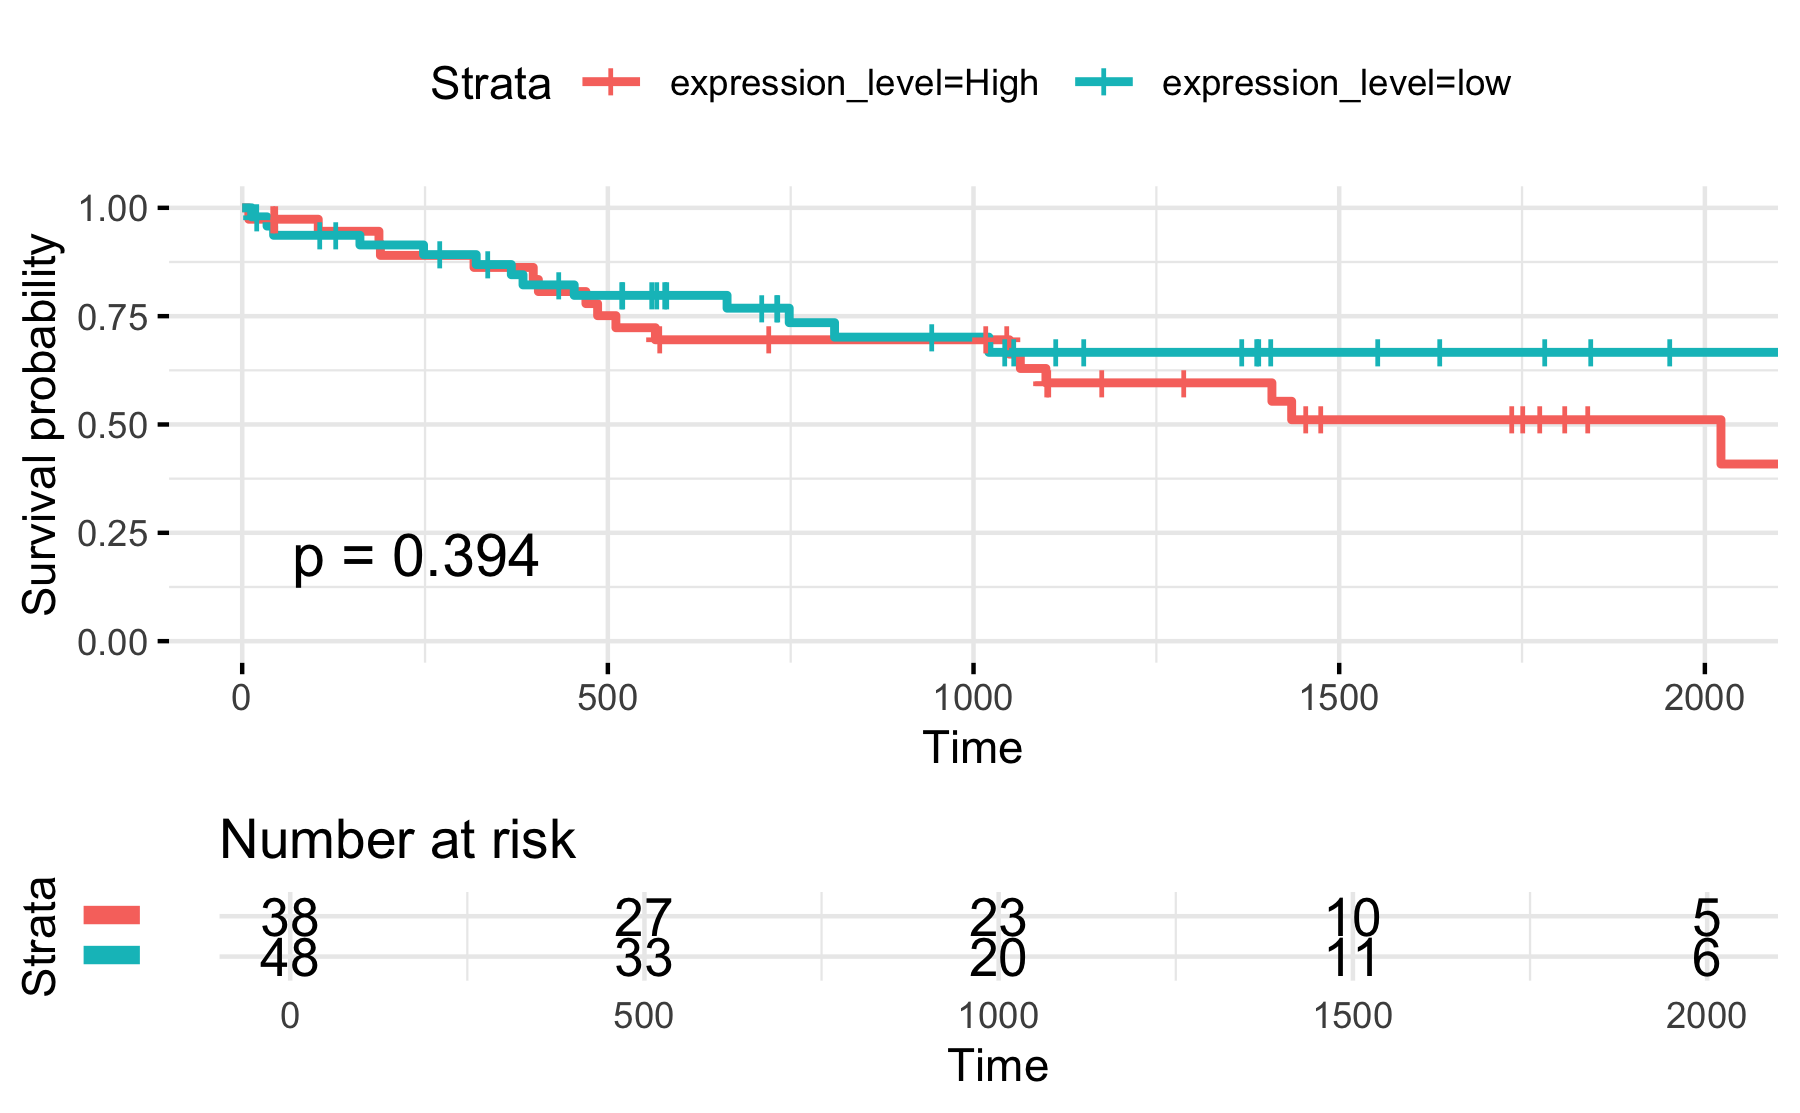 Strata expression_level=High expression_level=low
Survival probability
1.00
0.75
0.50
0.25
0.00
p = 0.394
0 500 1000 1500 2000
Time
Number at risk
Strata
38 27 23 10 5
48 33 20 11 6
0 500 1000 1500 2000
Time